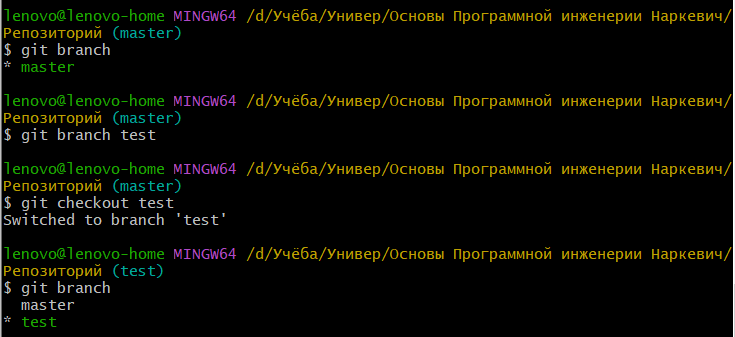 lenovo@lenovo-home MINGW64 /d/Учёба/Универ/Основы Программной инженерии Наркевич/
Репозиторий (master)
$ git branch
* master
lenovo@lenovo-home MINGW64 /d/Учёба/Универ/Основы Программной инженерии Наркевич/
Репозиторий (master)
$ git branch test
lenovo@lenovo-home MINGW64 /d/Учёба/Универ/Основы Программной инженерии Наркевич/
Репозиторий (master)
$ git checkout test
Switched to branch 'test'
lenovo@lenovo-home MINGW64 /d/Учёба/Универ/Основы Программной инженерии Наркевич/
Репозиторий (test)
$ git branch
  master
* test